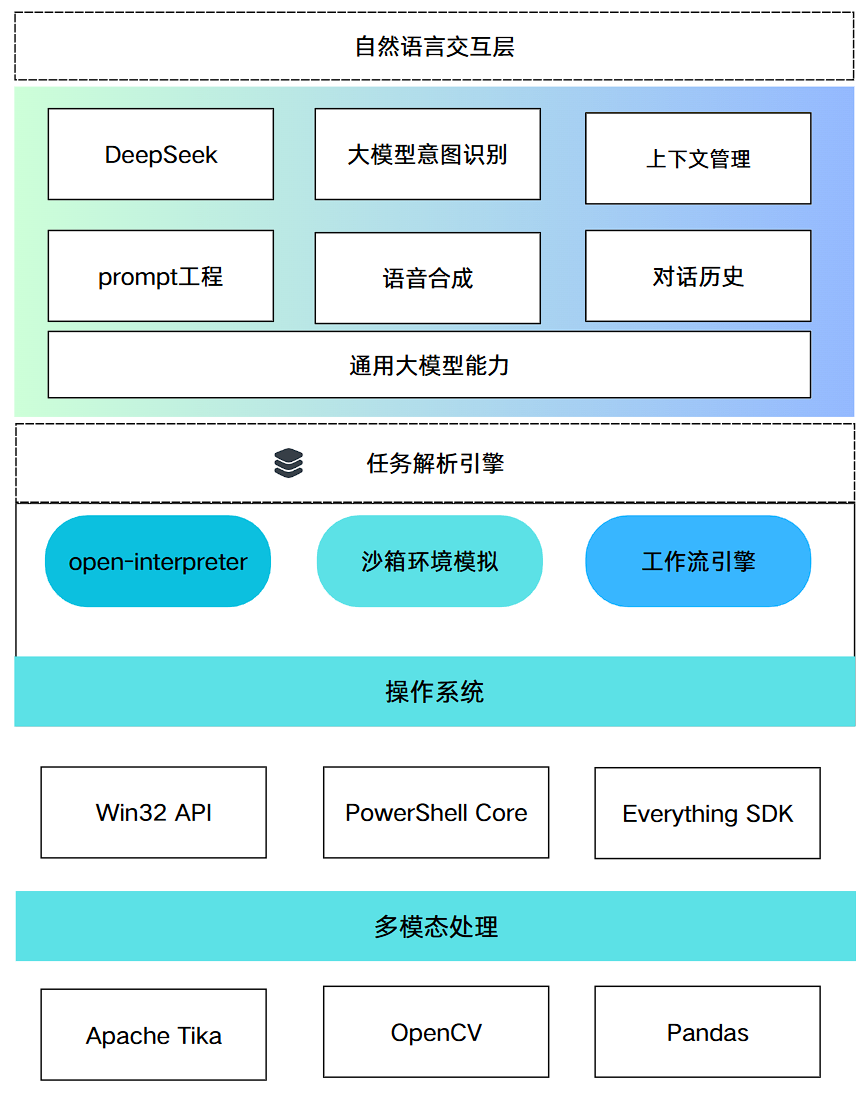 自然语言交互层
DeepSeek
大模型意图识别
上下文管理
prompt工程
语音合成
对话历史
通用大模型能力
任务解析引擎
open-interpreter
沙箱环境模拟
工作流引擎
操作系统
Win32 API
PowerShell Core
Everything SDK
多模态处理
Apache Tika
OpenCV
Pandas